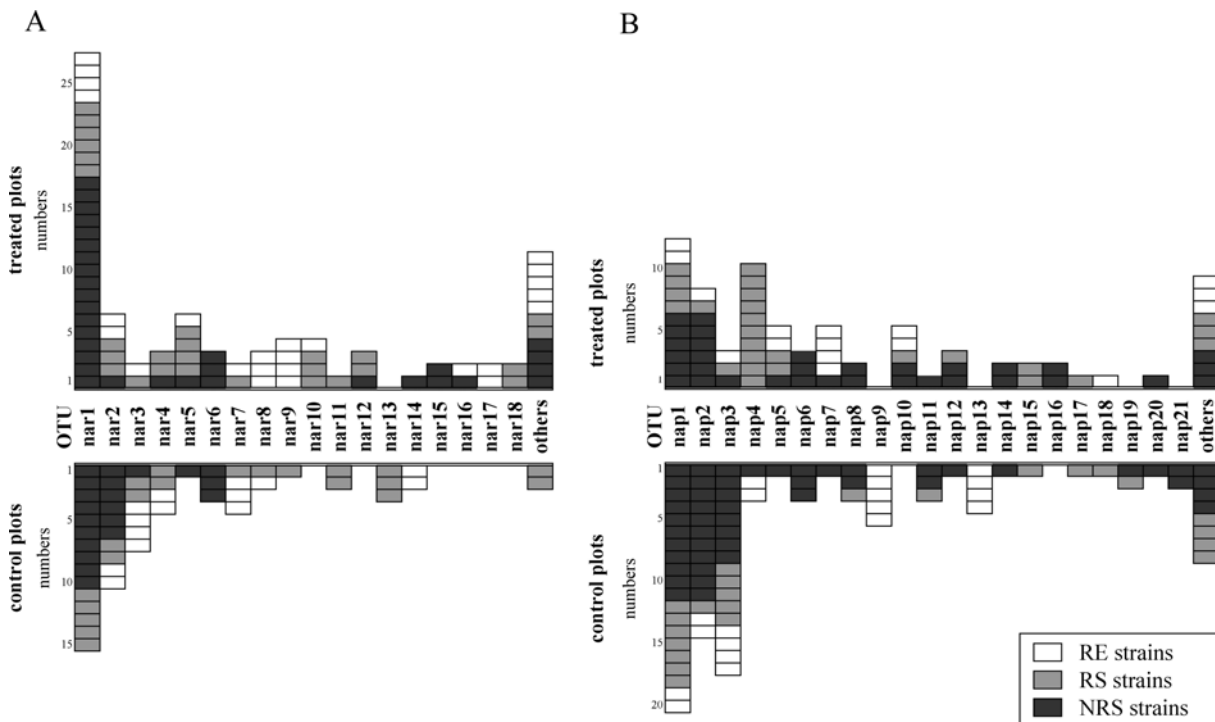 A
B
25
20
15
10
5
1
treated plots
numbers
10
5
1
treated plots
numbers
OTU nar1 nar2 nar3 nar4 nar5 nar6 nar7 nar8 nar9 nar10 nar11 nar12 nar13 nar14 nar15 nar16 nar17 nar18 others
OTU nap1 nap2 nap3 nap4 nap5 nap6 nap7 nap8 nap9 nap10 nap11 nap12 nap13 nap14 nap15 nap16 nap17 nap18 nap19 nap20 nap21 others
1
5
10
15
control plots
numbers
1
5
10
15
20
control plots
numbers
RE strains
RS strains
NRS strains